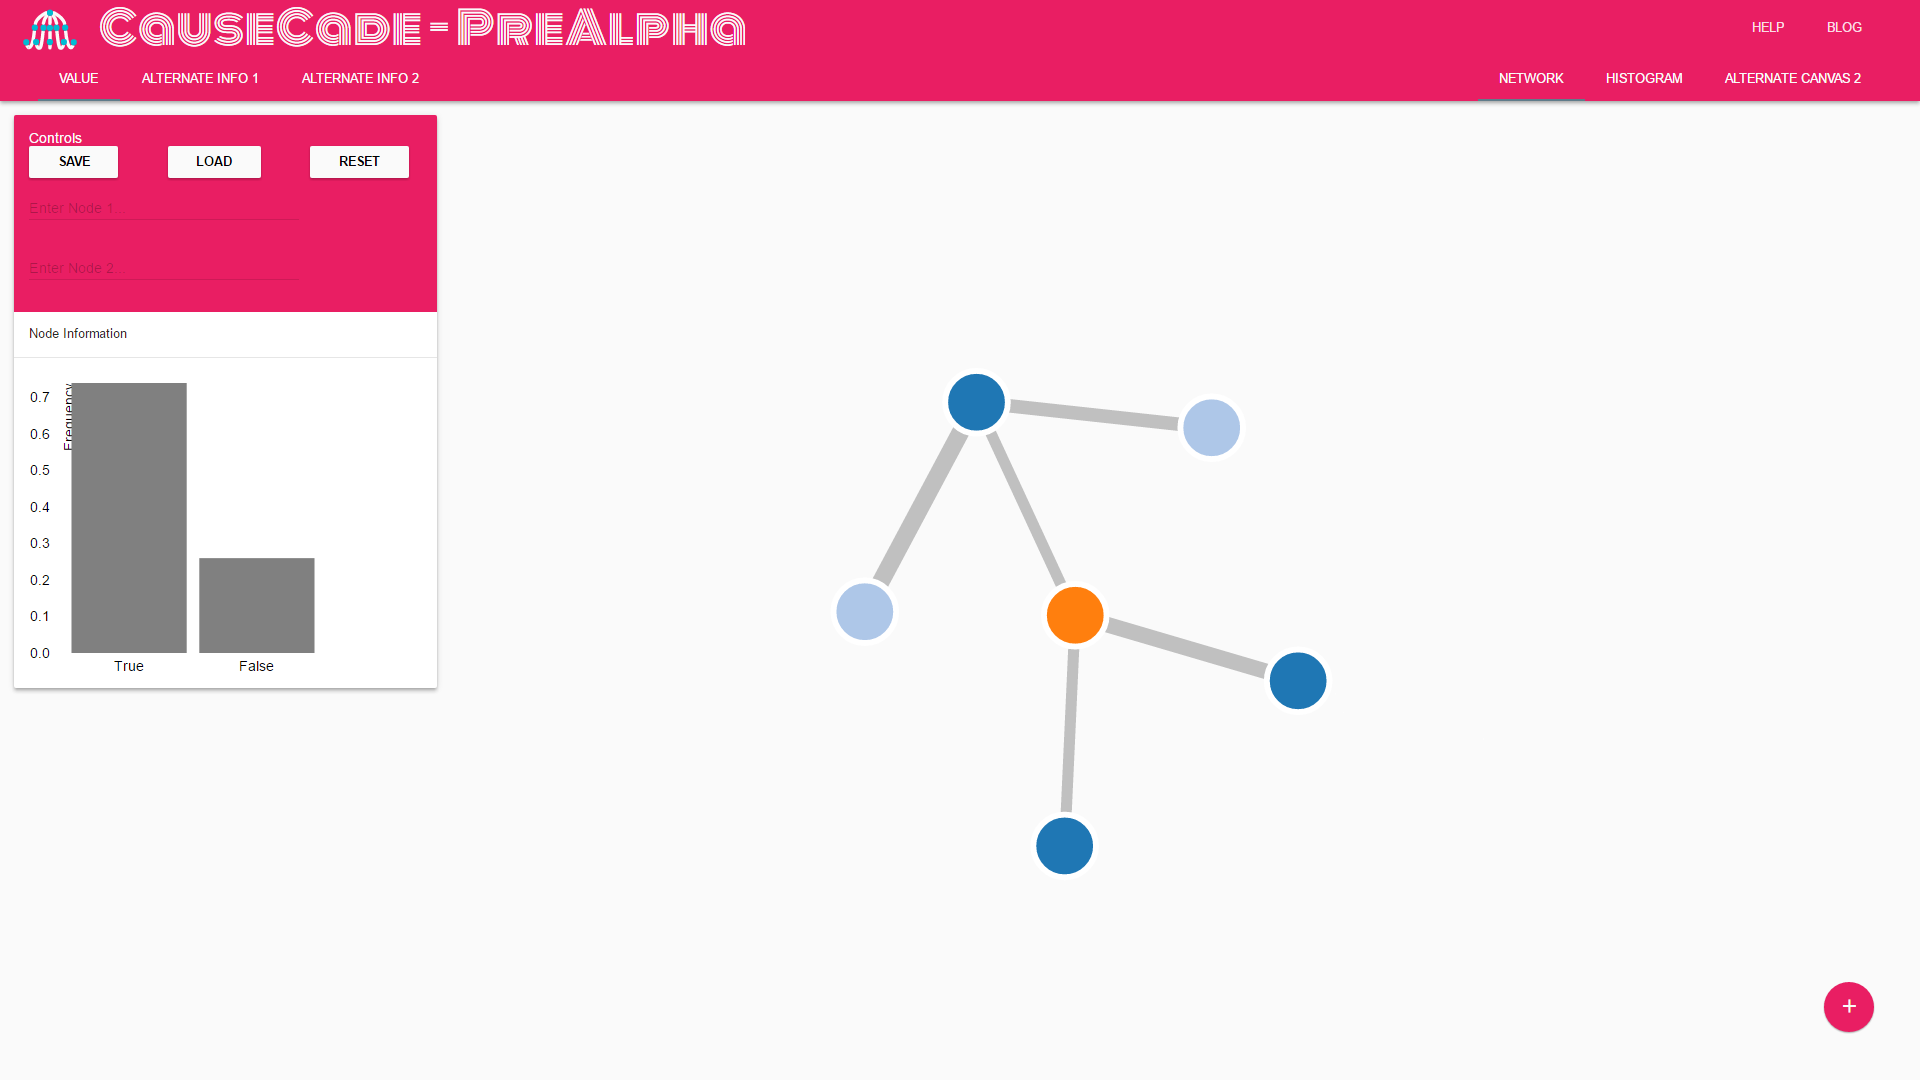 CauseCade - PreAlpha
HELP BLOG
VALUE ALTERNATE INFO 1 ALTERNATE INFO 2 NETWORK HISTOGRAM ALTERNATE CANVAS 2
Controls
SAVE LOAD RESET
Enter Node 1...
Enter Node 2...
Node Information
Frequency
0.7
0.6
0.5
0.4
0.3
0.2
0.1
0.0
True False
+